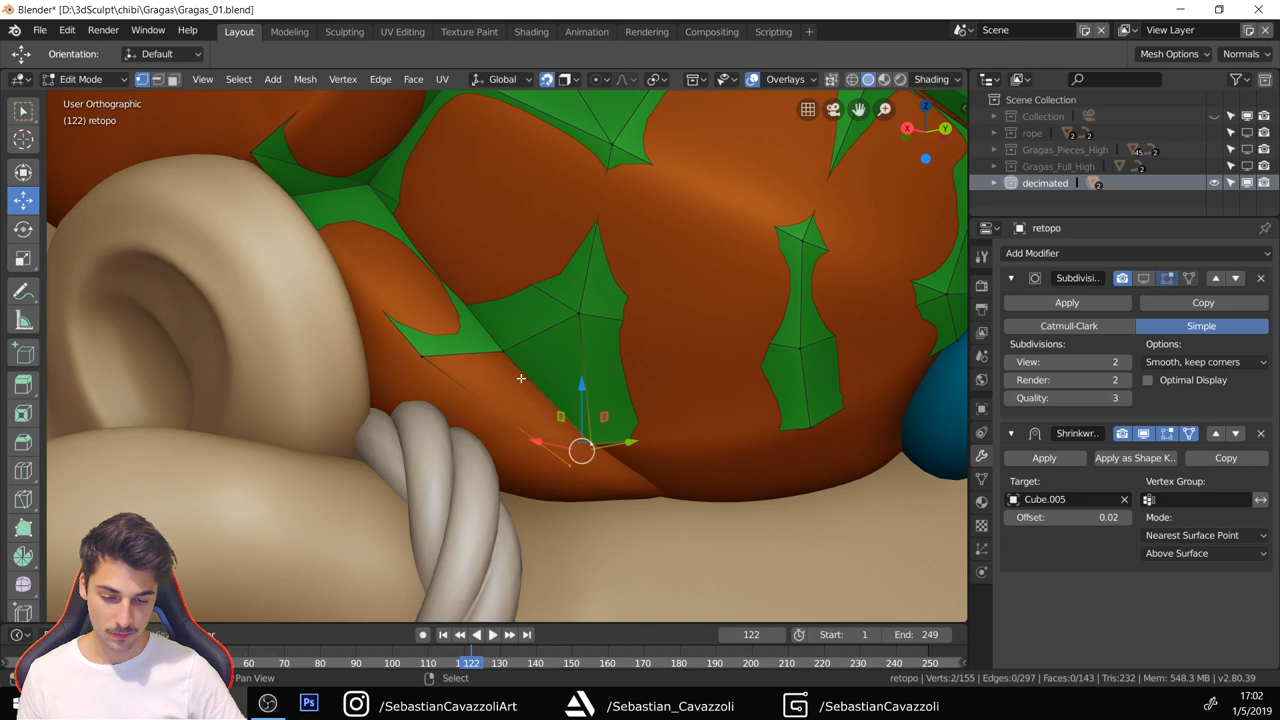 Blender* [D:\3dSculpt\chibi\Gragas\Gragas_01.blend]
File Edit Render Window Help Layout Modeling Sculpting UV Editing Texture Paint Shading Animation Rendering Compositing Scripting + Scene View Layer
Orientation: Default Mesh Options Normals
Edit Mode View Select Add Mesh Vertex Edge Face UV Global Overlays Shading
User Orthographic
(122) retopo
X Y Z
Scene Collection
Collection
rope 2 2
Gragas_Pieces_High 45 2
Gragas_Full_High 2
decimated 2
retopo
Add Modifier
Subdivisi..
Apply Copy
Catmull-Clark Simple
Subdivisions: Options:
View: 2 Smooth, keep corners
Render: 2 Optimal Display
Quality: 3
Shrinkwr..
Apply Apply as Shape K.. Copy
Target: Vertex Group:
Cube.005
Offset: 0.02 Mode:
Nearest Surface Point
Above Surface
122 Start: 1 End: 249
60 70 80 90 100 110 122 130 140 150 160 170 180 190 200 210 220 230 240 250
Pan View Select retopo | Verts:2/155 | Edges:0/297 | Faces:0/143 | Tris:232 | Mem: 548.3 MB | v2.80.39
Ps /SebastianCavazzoliArt /Sebastian_Cavazzoli /SebastianCavazzoli
17:02
1/5/2019